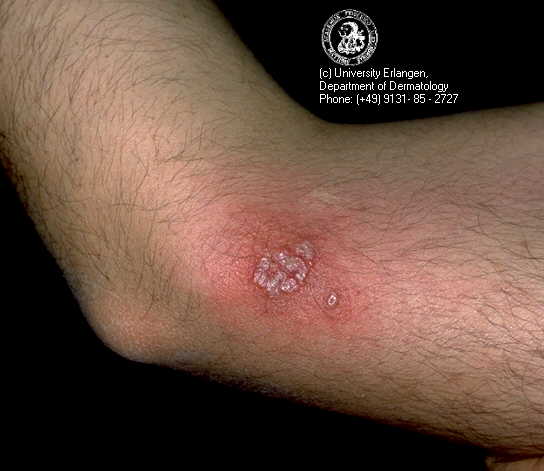 (c) University Erlangen,
Department of Dermatology
Phone: (+49) 9131- 85 - 2727